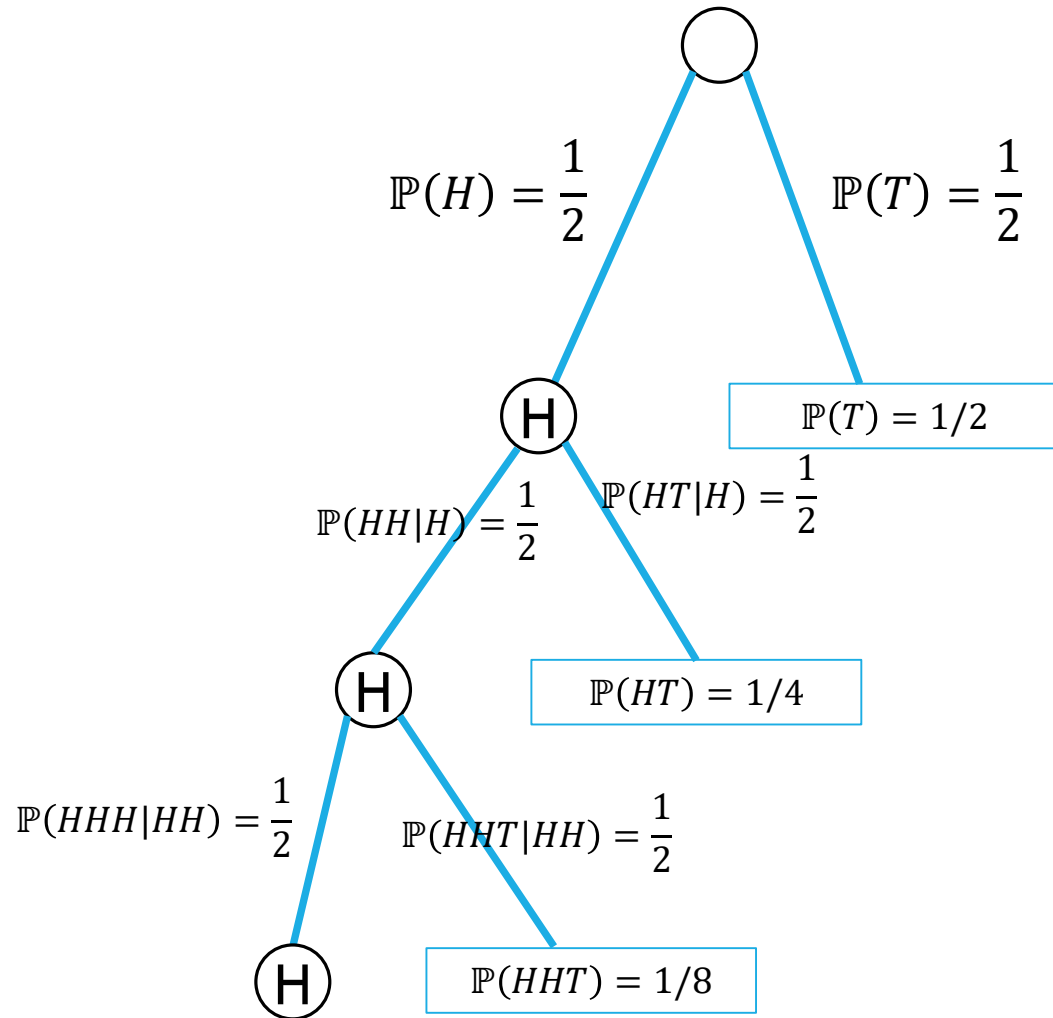 ℙ(H) = 1/2
ℙ(T) = 1/2
H
ℙ(T) = 1/2
ℙ(HH|H) = 1/2
ℙ(HT|H) = 1/2
H
ℙ(HT) = 1/4
ℙ(HHH|HH) = 1/2
ℙ(HHT|HH) = 1/2
H
ℙ(HHT) = 1/8